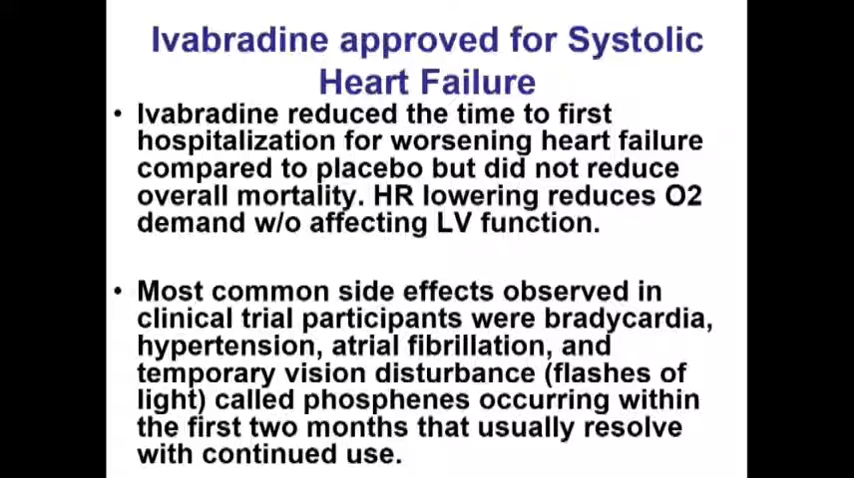 Ivabradine approved for Systolic
Heart Failure
• Ivabradine reduced the time to first
hospitalization for worsening heart failure
compared to placebo but did not reduce
overall mortality. HR lowering reduces O2
demand w/o affecting LV function.
• Most common side effects observed in
clinical trial participants were bradycardia,
hypertension, atrial fibrillation, and
temporary vision disturbance (flashes of
light) called phosphenes occurring within
the first two months that usually resolve
with continued use.